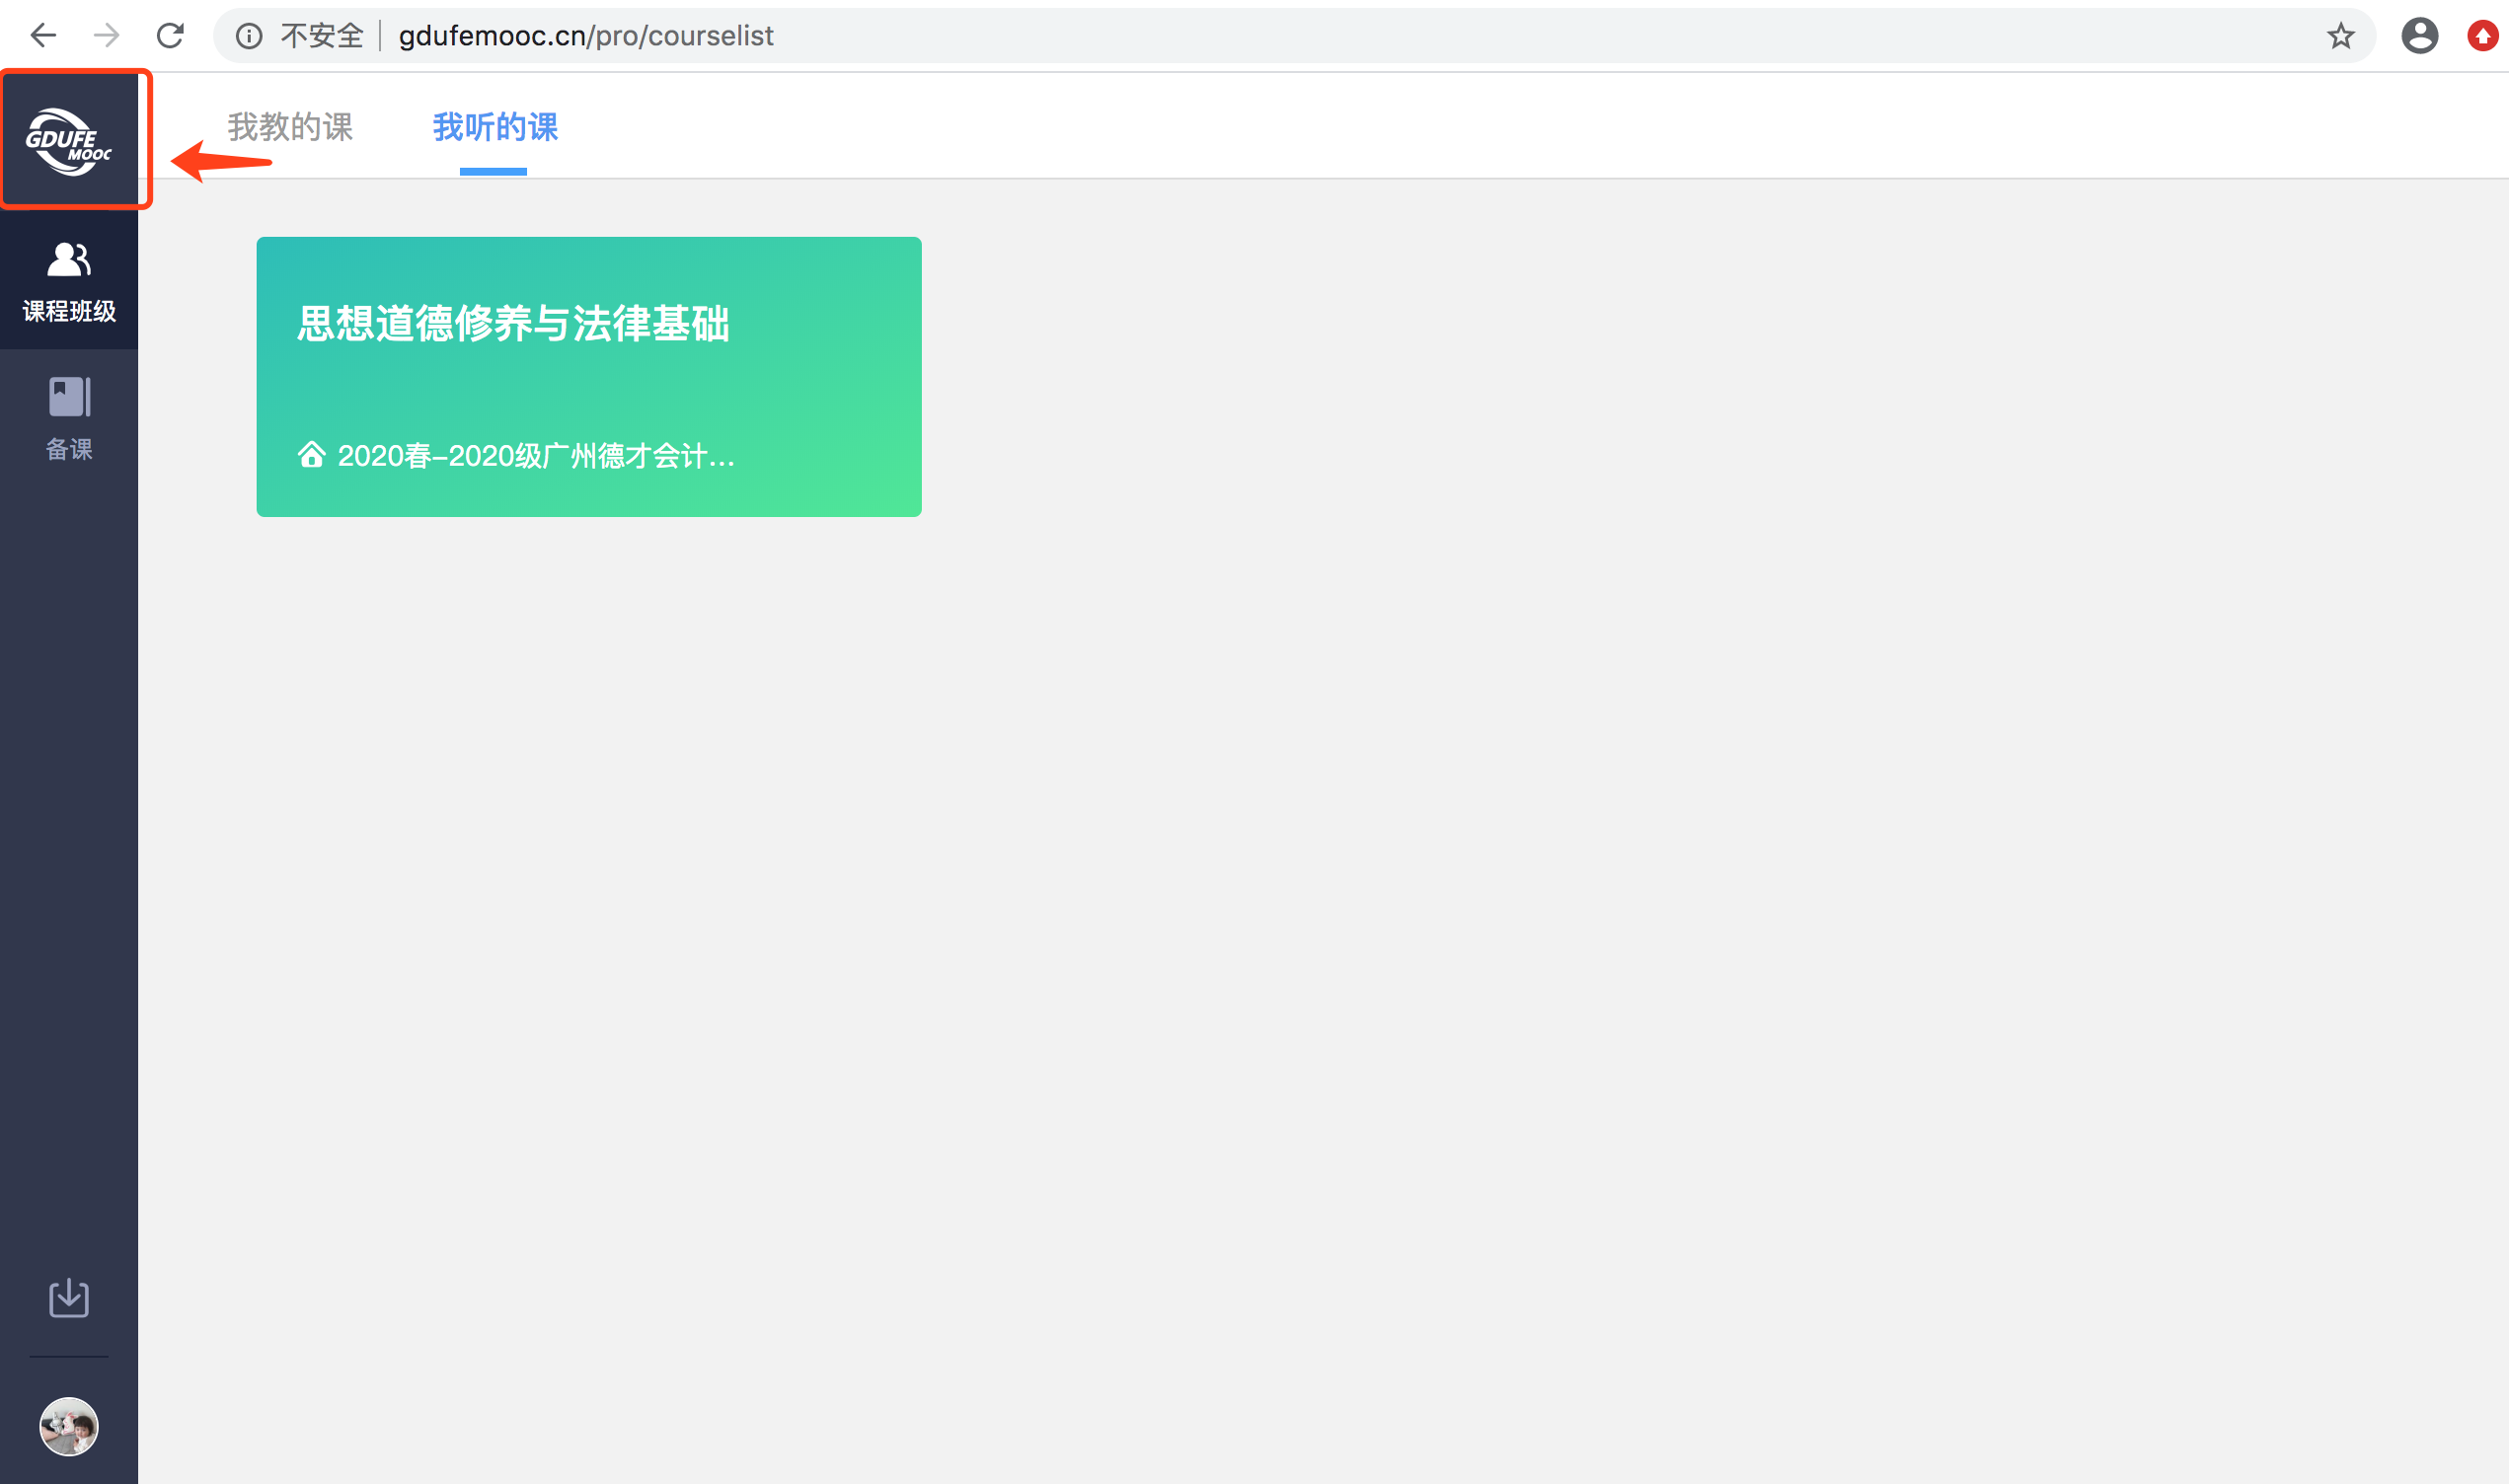 不安全 gdufemooc.cn/pro/courselist
GDUFE
MOOC
我教的课 我听的课
课程班级
备课
思想道德修养与法律基础
2020春-2020级广州德才会计...